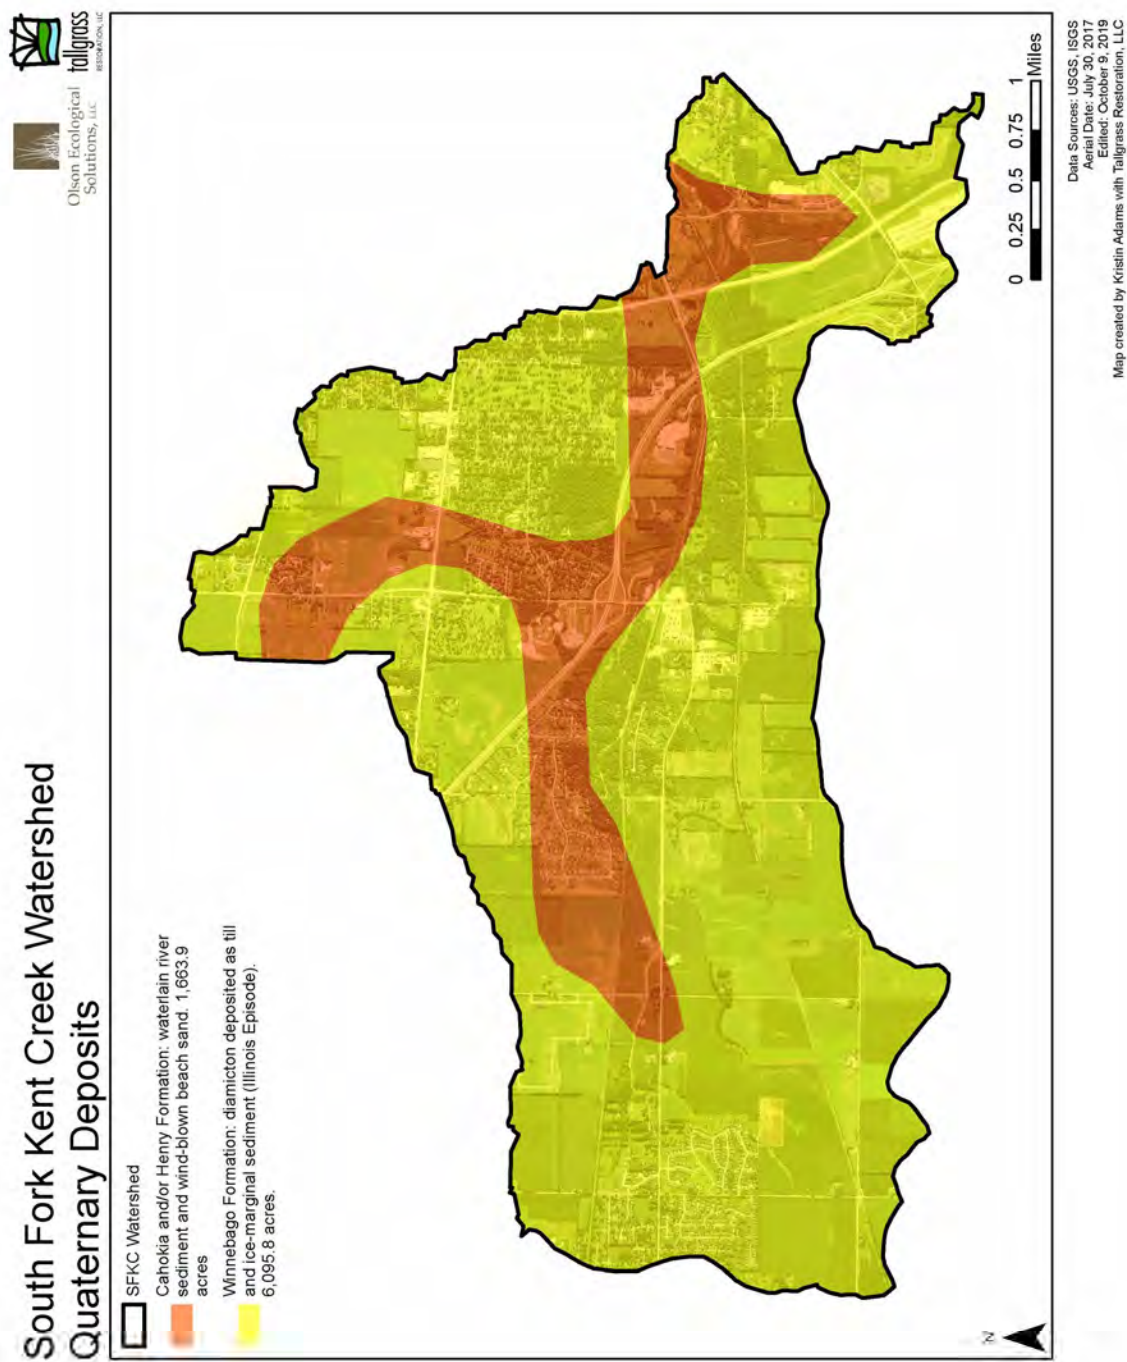 South Fork Kent Creek Watershed
Quaternary Deposits
Olson Ecological
Solutions, LLC
tallgrass
RESTORATION, LLC
SFKC Watershed
Cahokia and/or Henry Formation: waterlain river
sediment and wind-blown beach sand. 1,663.9
acres
Winnebago Formation: diamicton deposited as till
and ice-marginal sediment (Illinois Episode).
6,095.8 acres.
N
0 0.25 0.5 0.75 1
Miles
Data Sources: USGS, ISGS
Aerial Date: July 30, 2017
Edited: October 9, 2019
Map created by Kristin Adams with Tallgrass Restoration, LLC